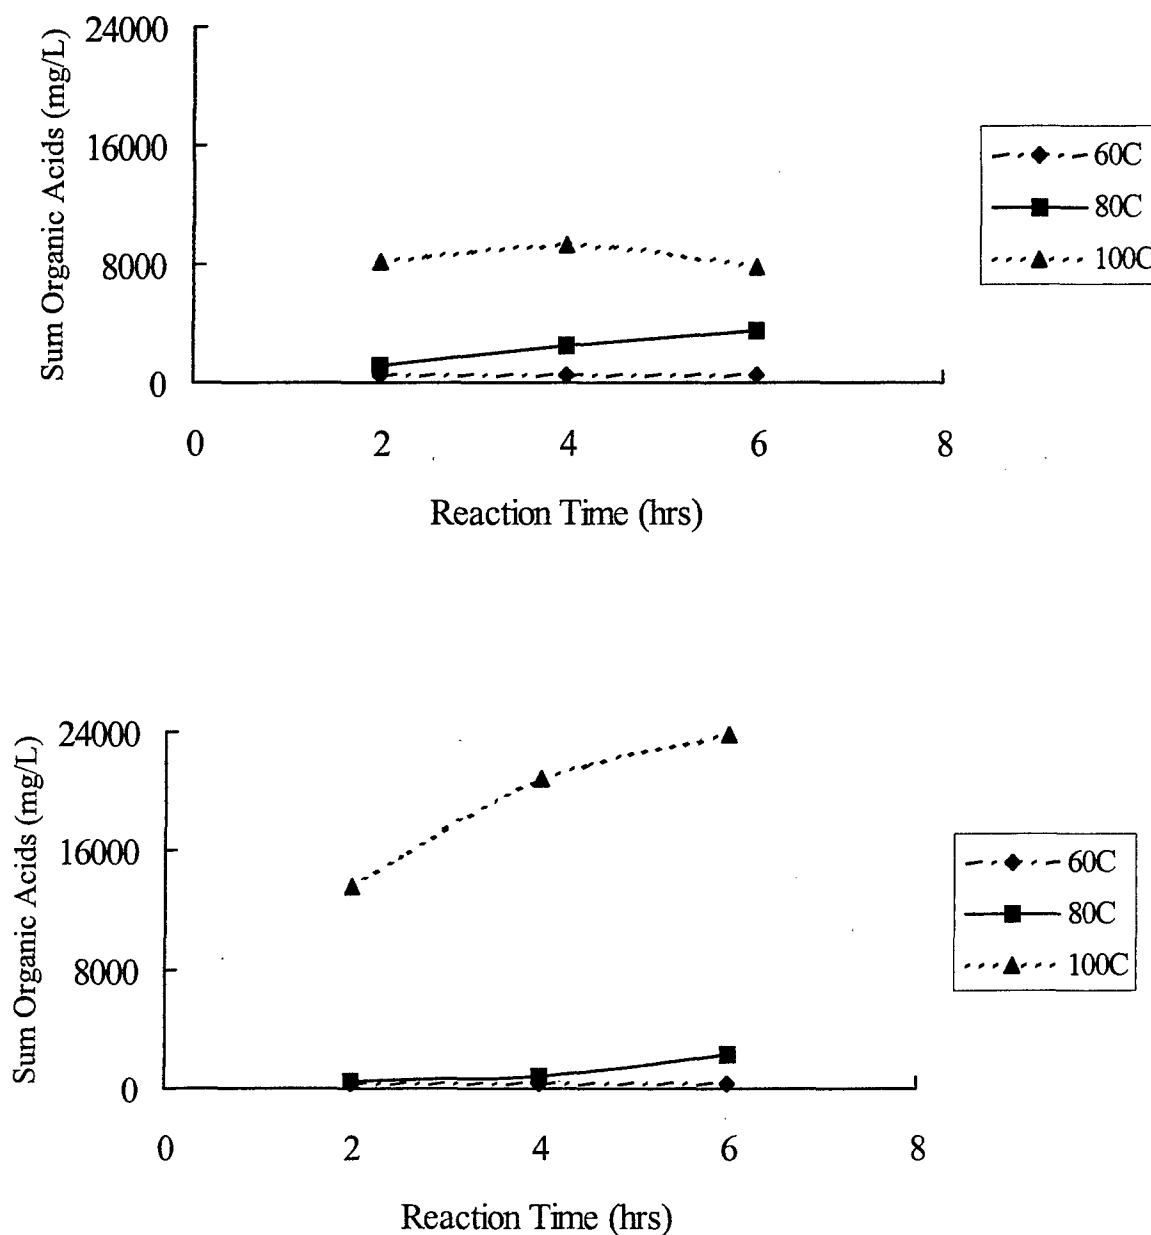 Sum Organic Acids (mg/L)
24000
16000
8000
0
0 2 4 6 8
Reaction Time (hrs)
60C
80C
100C
Sum Organic Acids (mg/L)
24000
16000
8000
0
0 2 4 6 8
Reaction Time (hrs)
60C
80C
100C